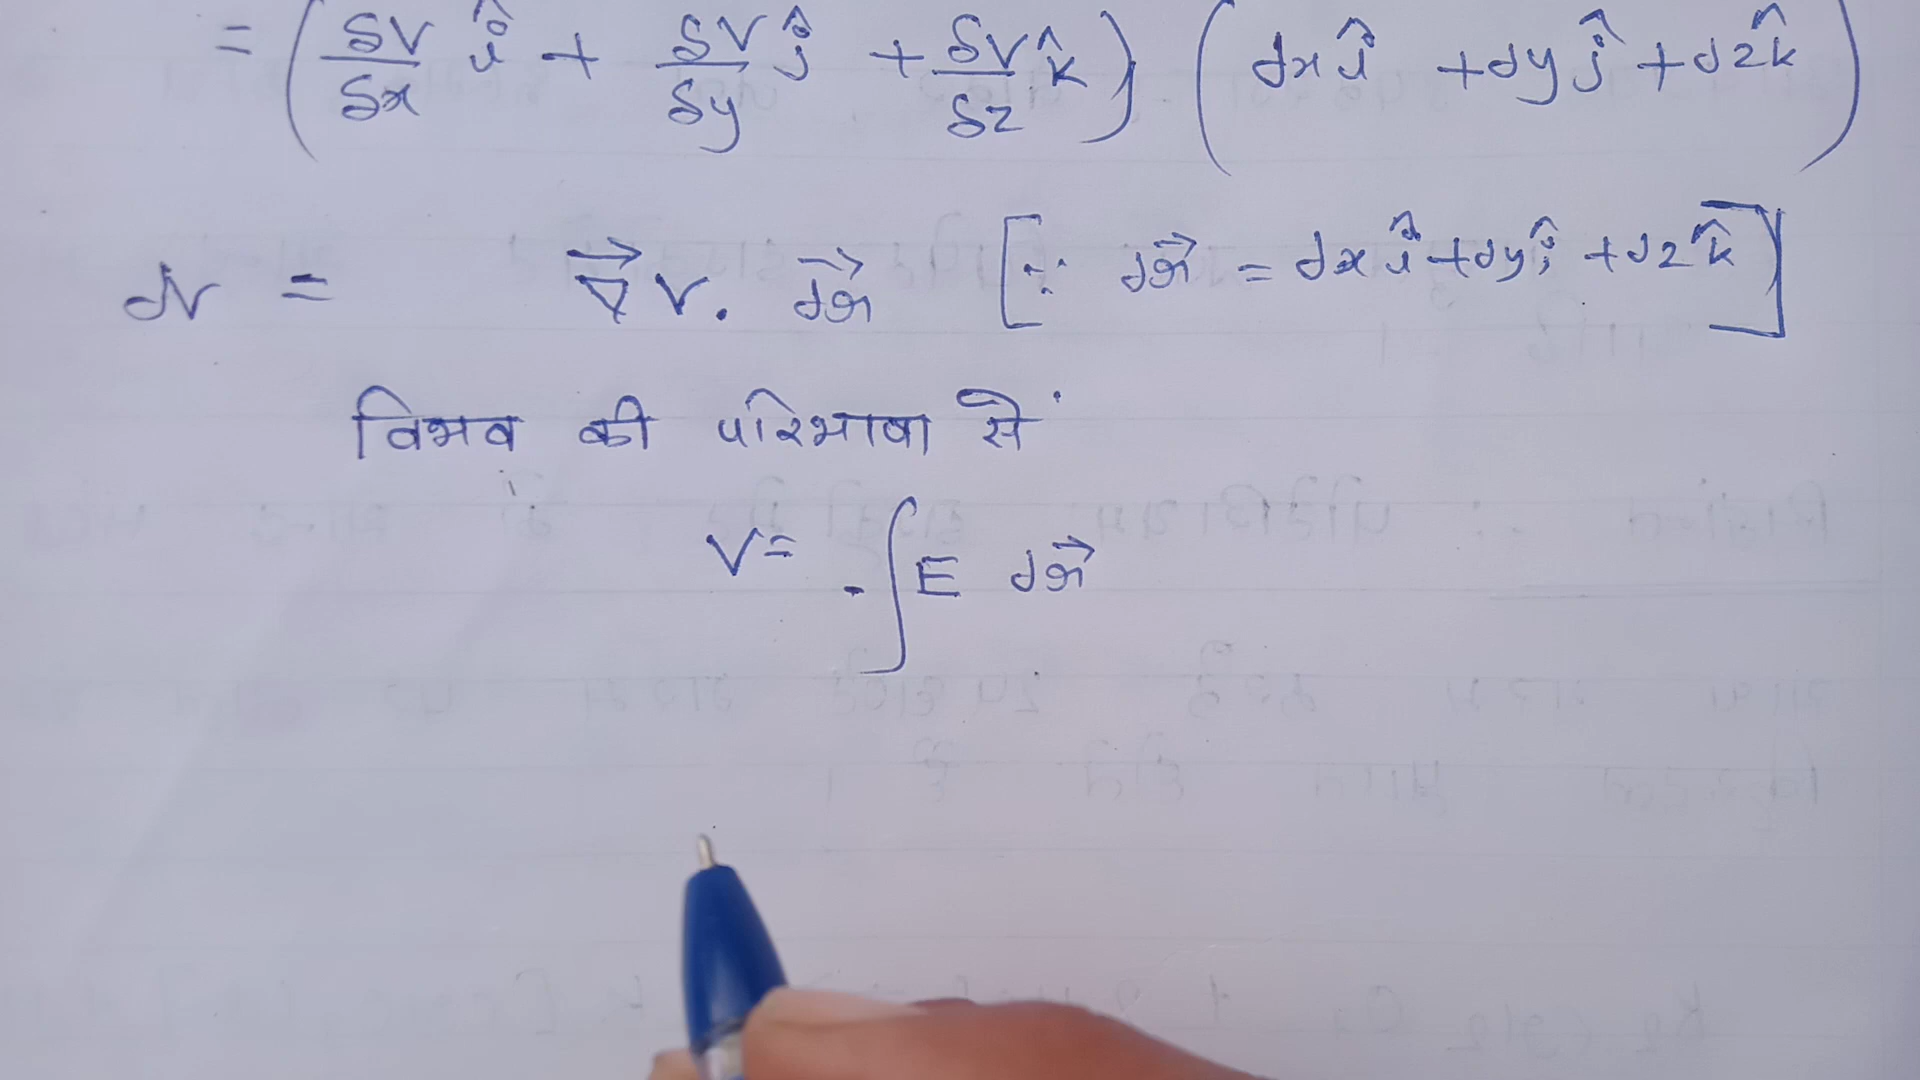 = (δV/δx î + δV/δy ĵ + δV/δz k̂) (dx î + dy ĵ + dz k̂)
dV = ∇⃗V. dr⃗ [∵ dr⃗ = dx î + dy ĵ + dz k̂]
विभव की परिभाषा से
V = -∫E dr⃗